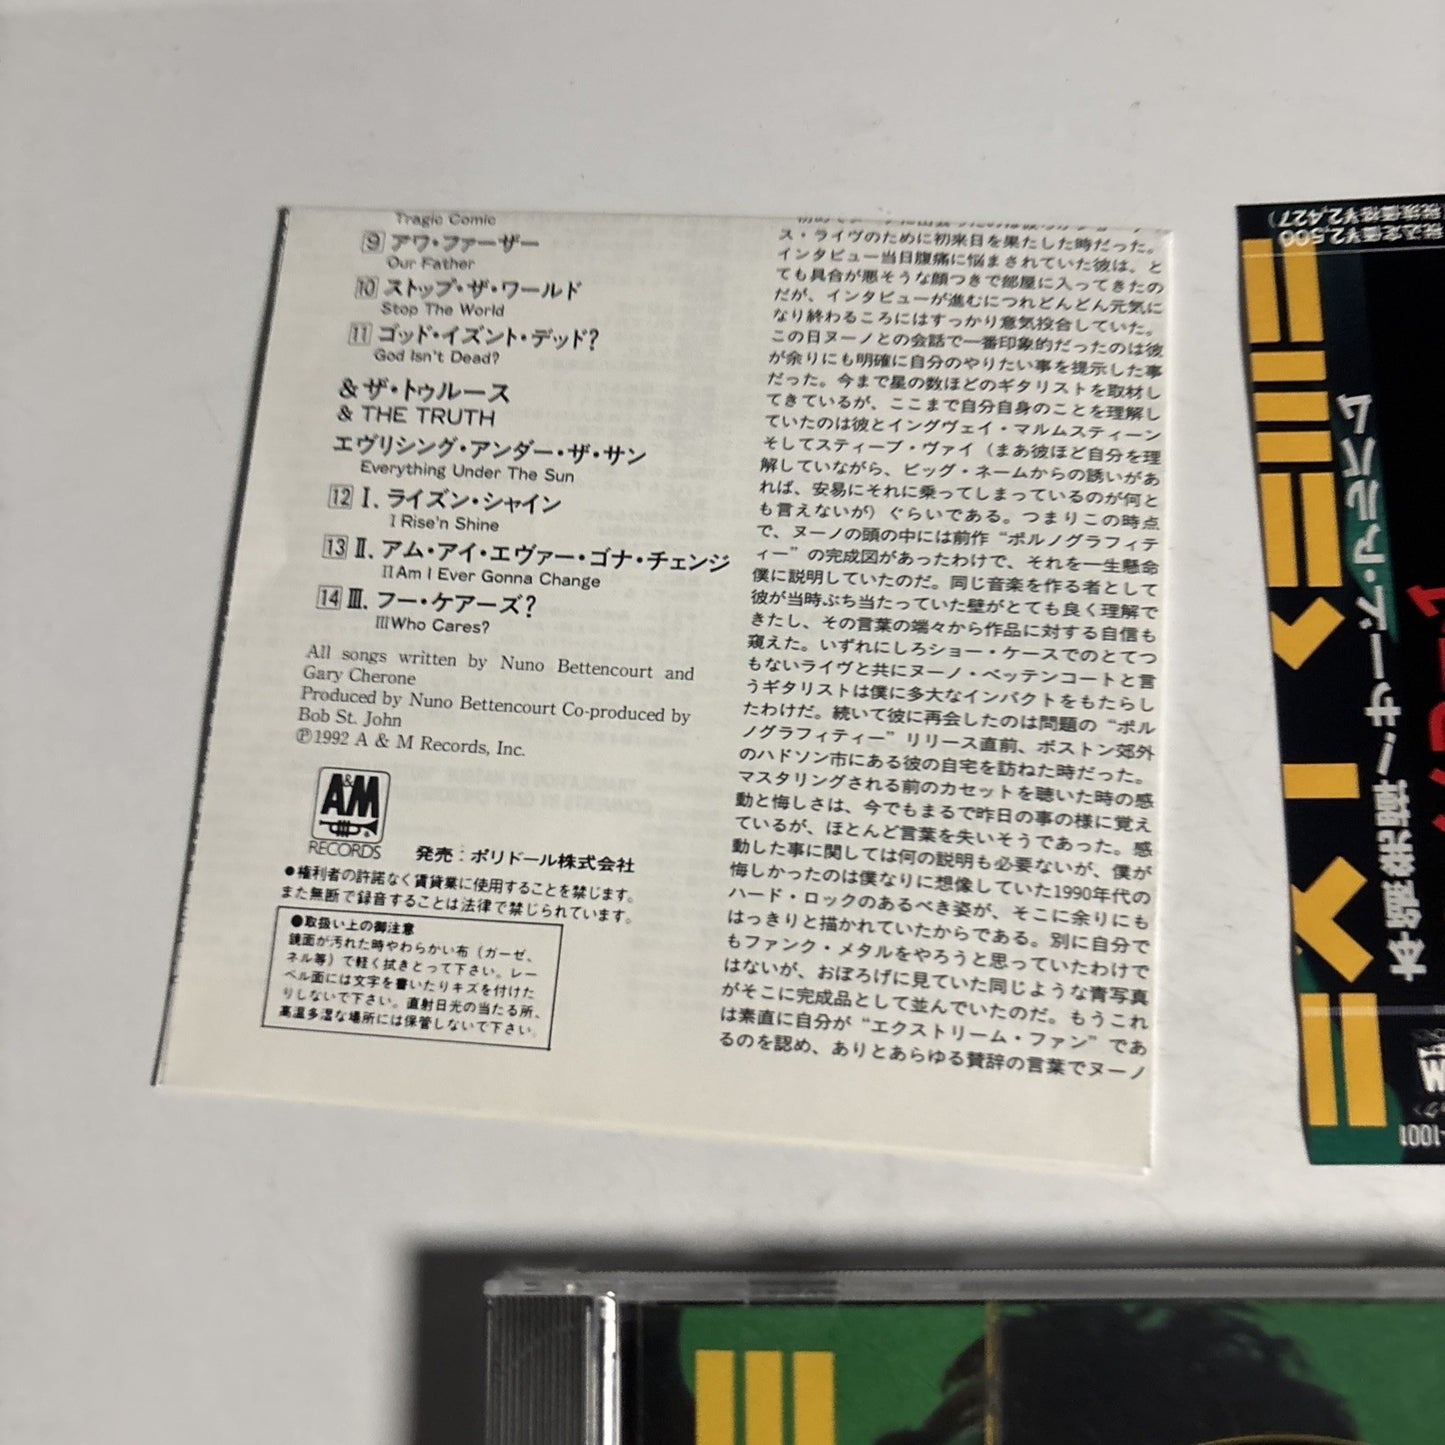 Tragic Comic
9 アワ・ファーザー
Our Father
10 ストップ・ザ・ワールド
Stop The World
11 ゴッド・イズント・デッド?
God Isn't Dead?
&ザ・トゥルース
& THE TRUTH
エヴリシング・アンダー・ザ・サン
Everything Under The Sun
12 I. ライズン・シャイン
I Rise'n Shine
13 II. アム・アイ・エヴァー・ゴナ・チェンジ
II Am I Ever Gonna Change
14 III. フー・ケアーズ?
III Who Cares?
All songs written by Nuno Bettencourt and
Gary Cherone
Produced by Nuno Bettencourt Co-produced by
Bob St. John
℗1992 A & M Records, Inc.
A&M
RECORDS
発売:ポリドール株式会社
●権利者の許諾なく賃貸業に使用することを禁じます。
また無断で録音することは法律で禁じられています。
●取扱い上の御注意
鏡面が汚れた時やわらかい布(ガーゼ、
ネル等)で軽く拭きとって下さい。レー
ベル面には文字を書いたりキズを付けた
りしないで下さい。直射日光の当たる所、
高温多湿な場所には保管しないで下さい。
ス・ライヴのために初来日を果たした時だった。
インタビュー当日腹痛に悩まされていた彼は、と
ても具合が悪そうな顔つきで部屋に入ってきたの
だが、インタビューが進むにつれどんどん元気に
なり終わるころにはすっかり意気投合していた。
この日ヌーノとの会話で一番印象的だったのは彼
が余りにも明確に自分のやりたい事を提示した事
だった。今まで星の数ほどのギタリストを取材し
てきているが、ここまで自分自身のことを理解し
ていたのは彼とイングヴェイ・マルムスティーン
そしてスティーブ・ヴァイ(まあ彼ほど自分を理
解していながら、ビッグ・ネームからの誘いがあ
れば、安易にそれに乗ってしまっているのが何と
も言えないが)ぐらいである。つまりこの時点
で、ヌーノの頭の中には前作“ポルノグラフィテ
ィー”の完成図があったわけで、それを一生懸命
僕に説明していたのだ。同じ音楽を作る者として
彼が当時ぶち当たっていた壁がとても良く理解で
きたし、その言葉の端々から作品に対する自信も
窺えた。いずれにしろショー・ケースでのとてつ
もないライヴと共にヌーノ・ベッテンコートと言
うギタリストは僕に多大なインパクトをもたらし
たわけだ。続いて彼に再会したのは問題の“ポル
ノグラフィティー”リリース直前、ボストン郊外
のハドソン市にある彼の自宅を訪ねた時だった。
マスタリングされる前のカセットを聴いた時の感
動と悔しさは、今でもまるで昨日の事の様に覚え
ているが、ほとんど言葉を失いそうであった。感
動した事に関しては何の説明も必要ないが、僕が
悔しかったのは僕なりに想像していた1990年代の
ハード・ロックのあるべき姿が、そこに余りにも
はっきりと描かれていたからである。別に自分で
もファンク・メタルをやろうと思っていたわけで
はないが、おぼろげに見ていた同じような青写真
がそこに完成品として並んでいたのだ。もうこれ
は素直に自分が“エクストリーム・ファン”であ
るのを認め、ありとあらゆる賛辞の言葉でヌーノ
税込定価¥2,500
(税抜価格¥2,427)
-1001